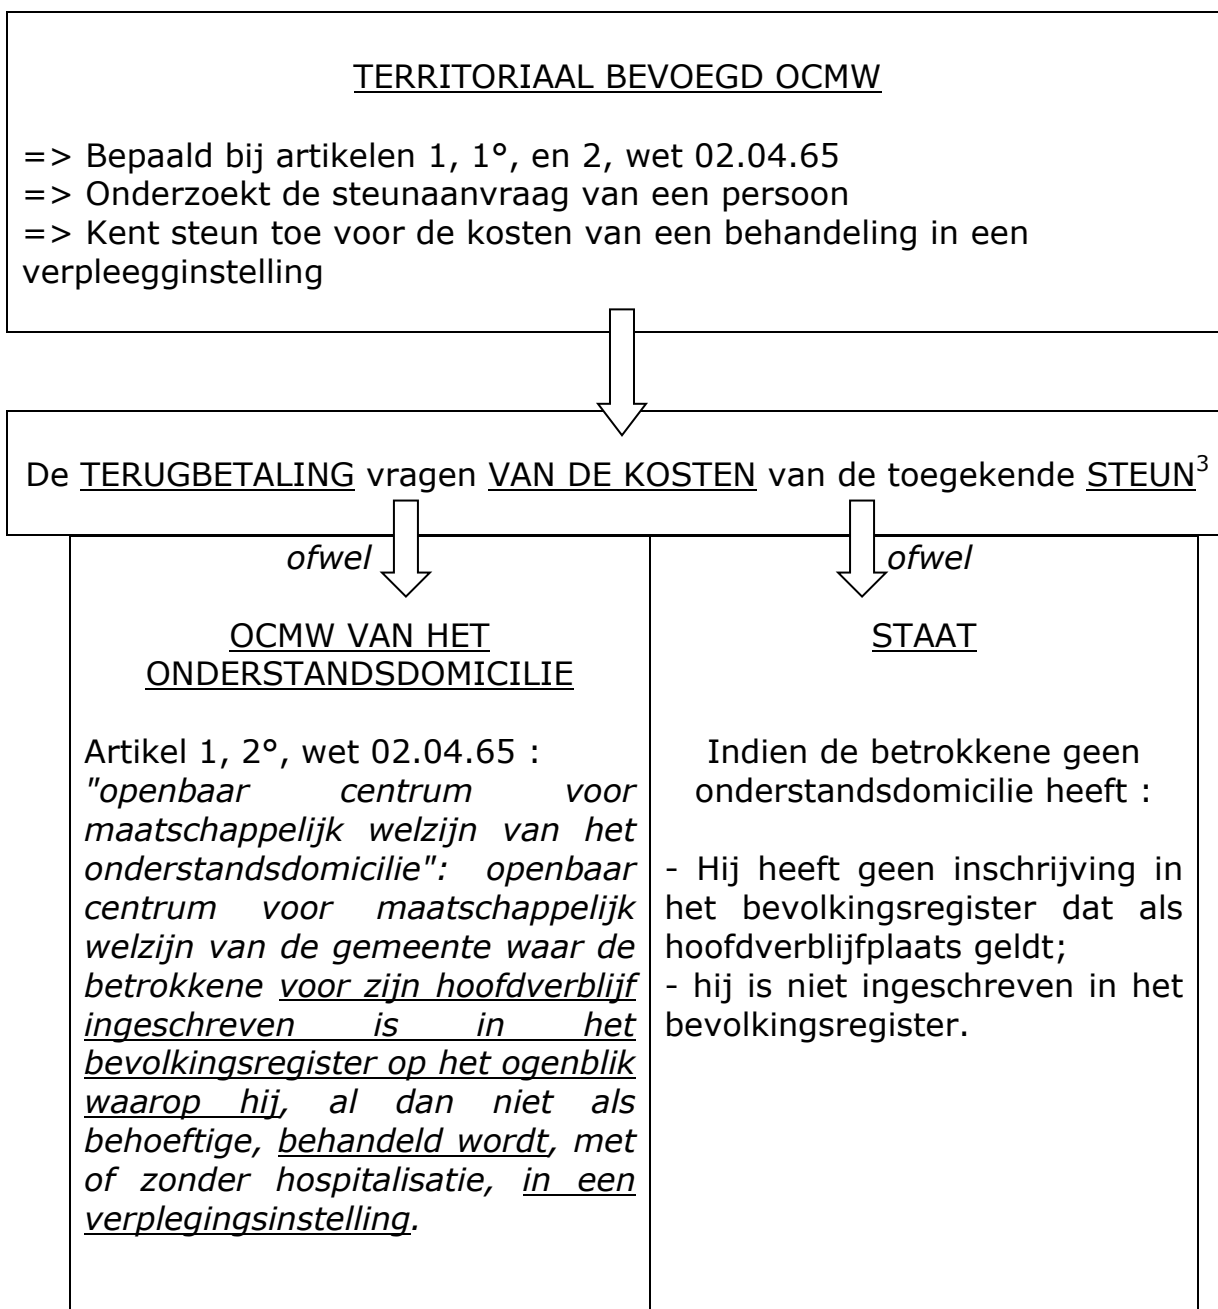 TERRITORIAAL BEVOEGD OCMW
=> Bepaald bij artikelen 1, 1°, en 2, wet 02.04.65
=> Onderzoekt de steunaanvraag van een persoon
=> Kent steun toe voor de kosten van een behandeling in een
verpleegginstelling
De TERUGBETALING vragen VAN DE KOSTEN van de toegekende STEUN3
ofwel
OCMW VAN HET
ONDERSTANDSDOMICILIE
Artikel 1, 2°, wet 02.04.65 :
"openbaar centrum voor
maatschappelijk welzijn van het
onderstandsdomicilie": openbaar
centrum voor maatschappelijk
welzijn van de gemeente waar de
betrokkene voor zijn hoofdverblijf
ingeschreven is in het
bevolkingsregister op het ogenblik
waarop hij, al dan niet als
behoeftige, behandeld wordt, met
of zonder hospitalisatie, in een
verplegingsinstelling.
ofwel
STAAT
Indien de betrokkene geen
onderstandsdomicilie heeft :
- Hij heeft geen inschrijving in
het bevolkingsregister dat als
hoofdverblijfplaats geldt;
- hij is niet ingeschreven in het
bevolkingsregister.